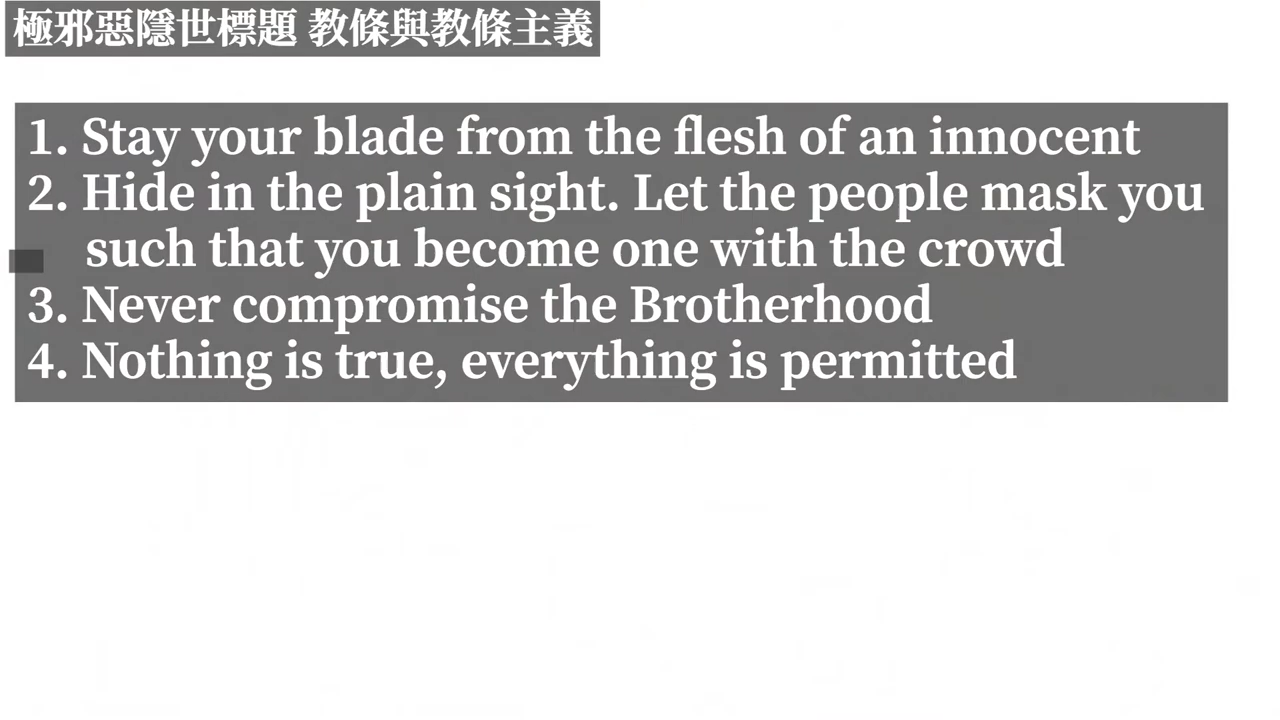 極邪惡隱世標題 教條與教條主義
1. Stay your blade from the flesh of an innocent
2. Hide in the plain sight. Let the people mask you
such that you become one with the crowd
3. Never compromise the Brotherhood
4. Nothing is true, everything is permitted